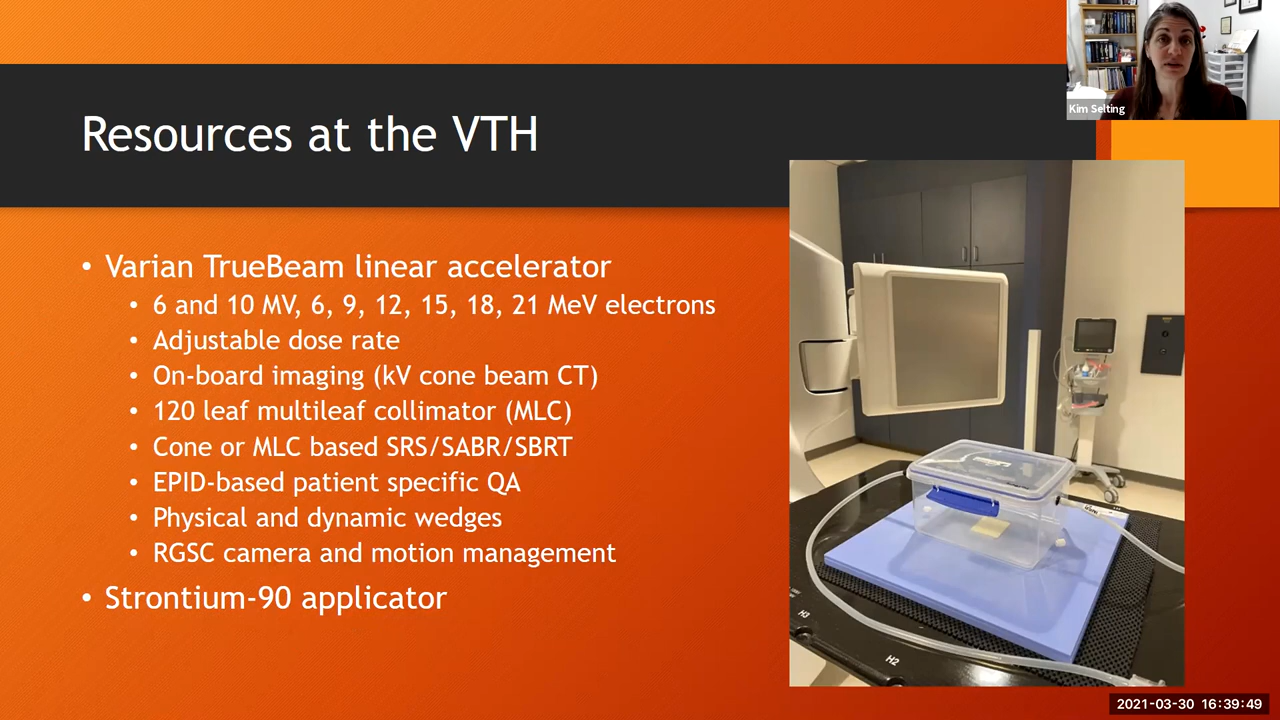 Kim Selting
Resources at the VTH
• Varian TrueBeam linear accelerator
• 6 and 10 MV, 6, 9, 12, 15, 18, 21 MeV electrons
• Adjustable dose rate
• On-board imaging (kV cone beam CT)
• 120 leaf multileaf collimator (MLC)
• Cone or MLC based SRS/SABR/SBRT
• EPID-based patient specific QA
• Physical and dynamic wedges
• RGSC camera and motion management
• Strontium-90 applicator
H3
H2
2021-03-30 16:39:49